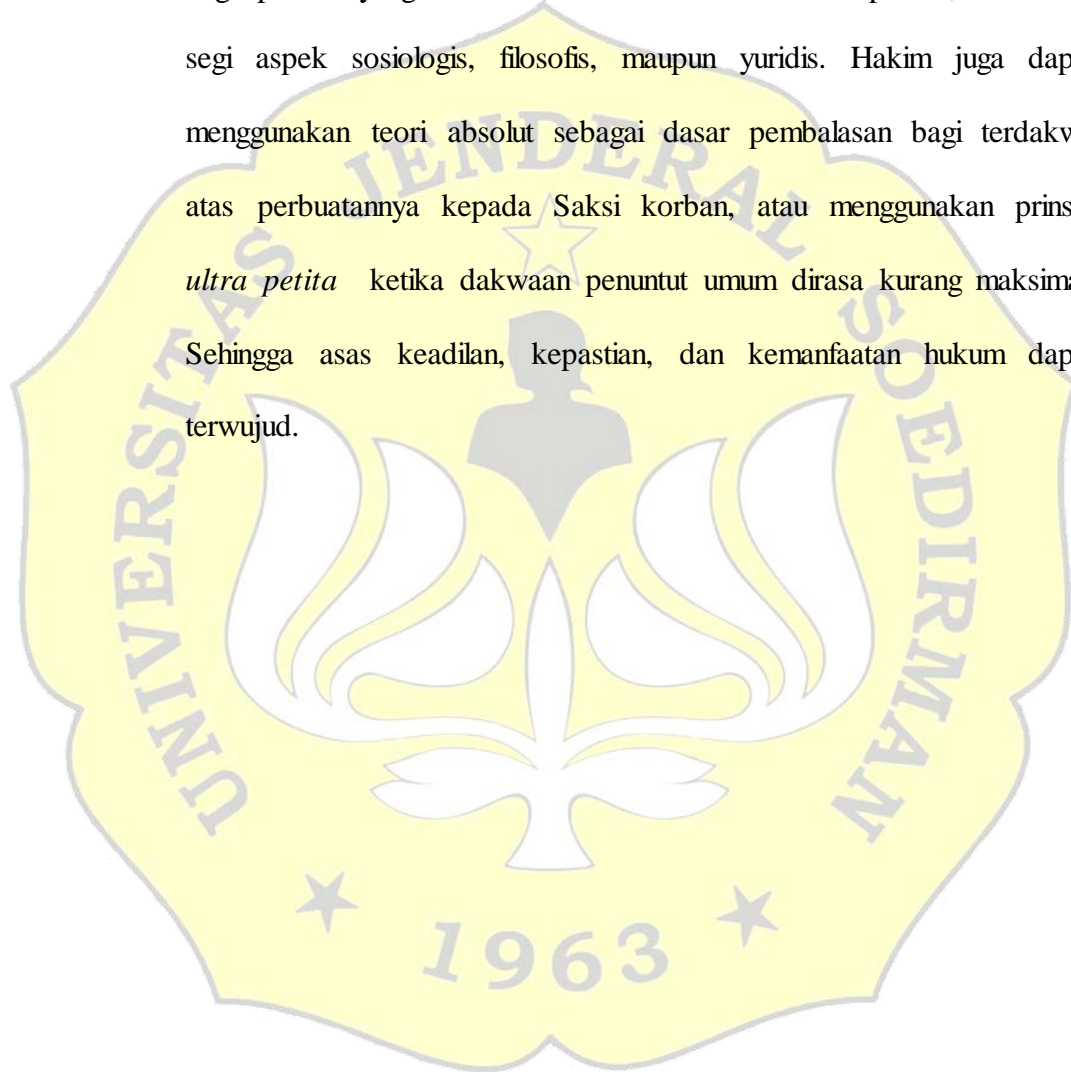 segi aspek sosiologis, filosofis, maupun yuridis. Hakim juga dap
menggunakan teori absolut sebagai dasar pembalasan bagi terdakw
atas perbuatannya kepada Saksi korban, atau menggunakan prins
ultra petita ketika dakwaan penuntut umum dirasa kurang maksima
Sehingga asas keadilan, kepastian, dan kemanfaatan hukum dap
terwujud.
UNIVERSITAS JENDERAL SOEDIRMAN
1963